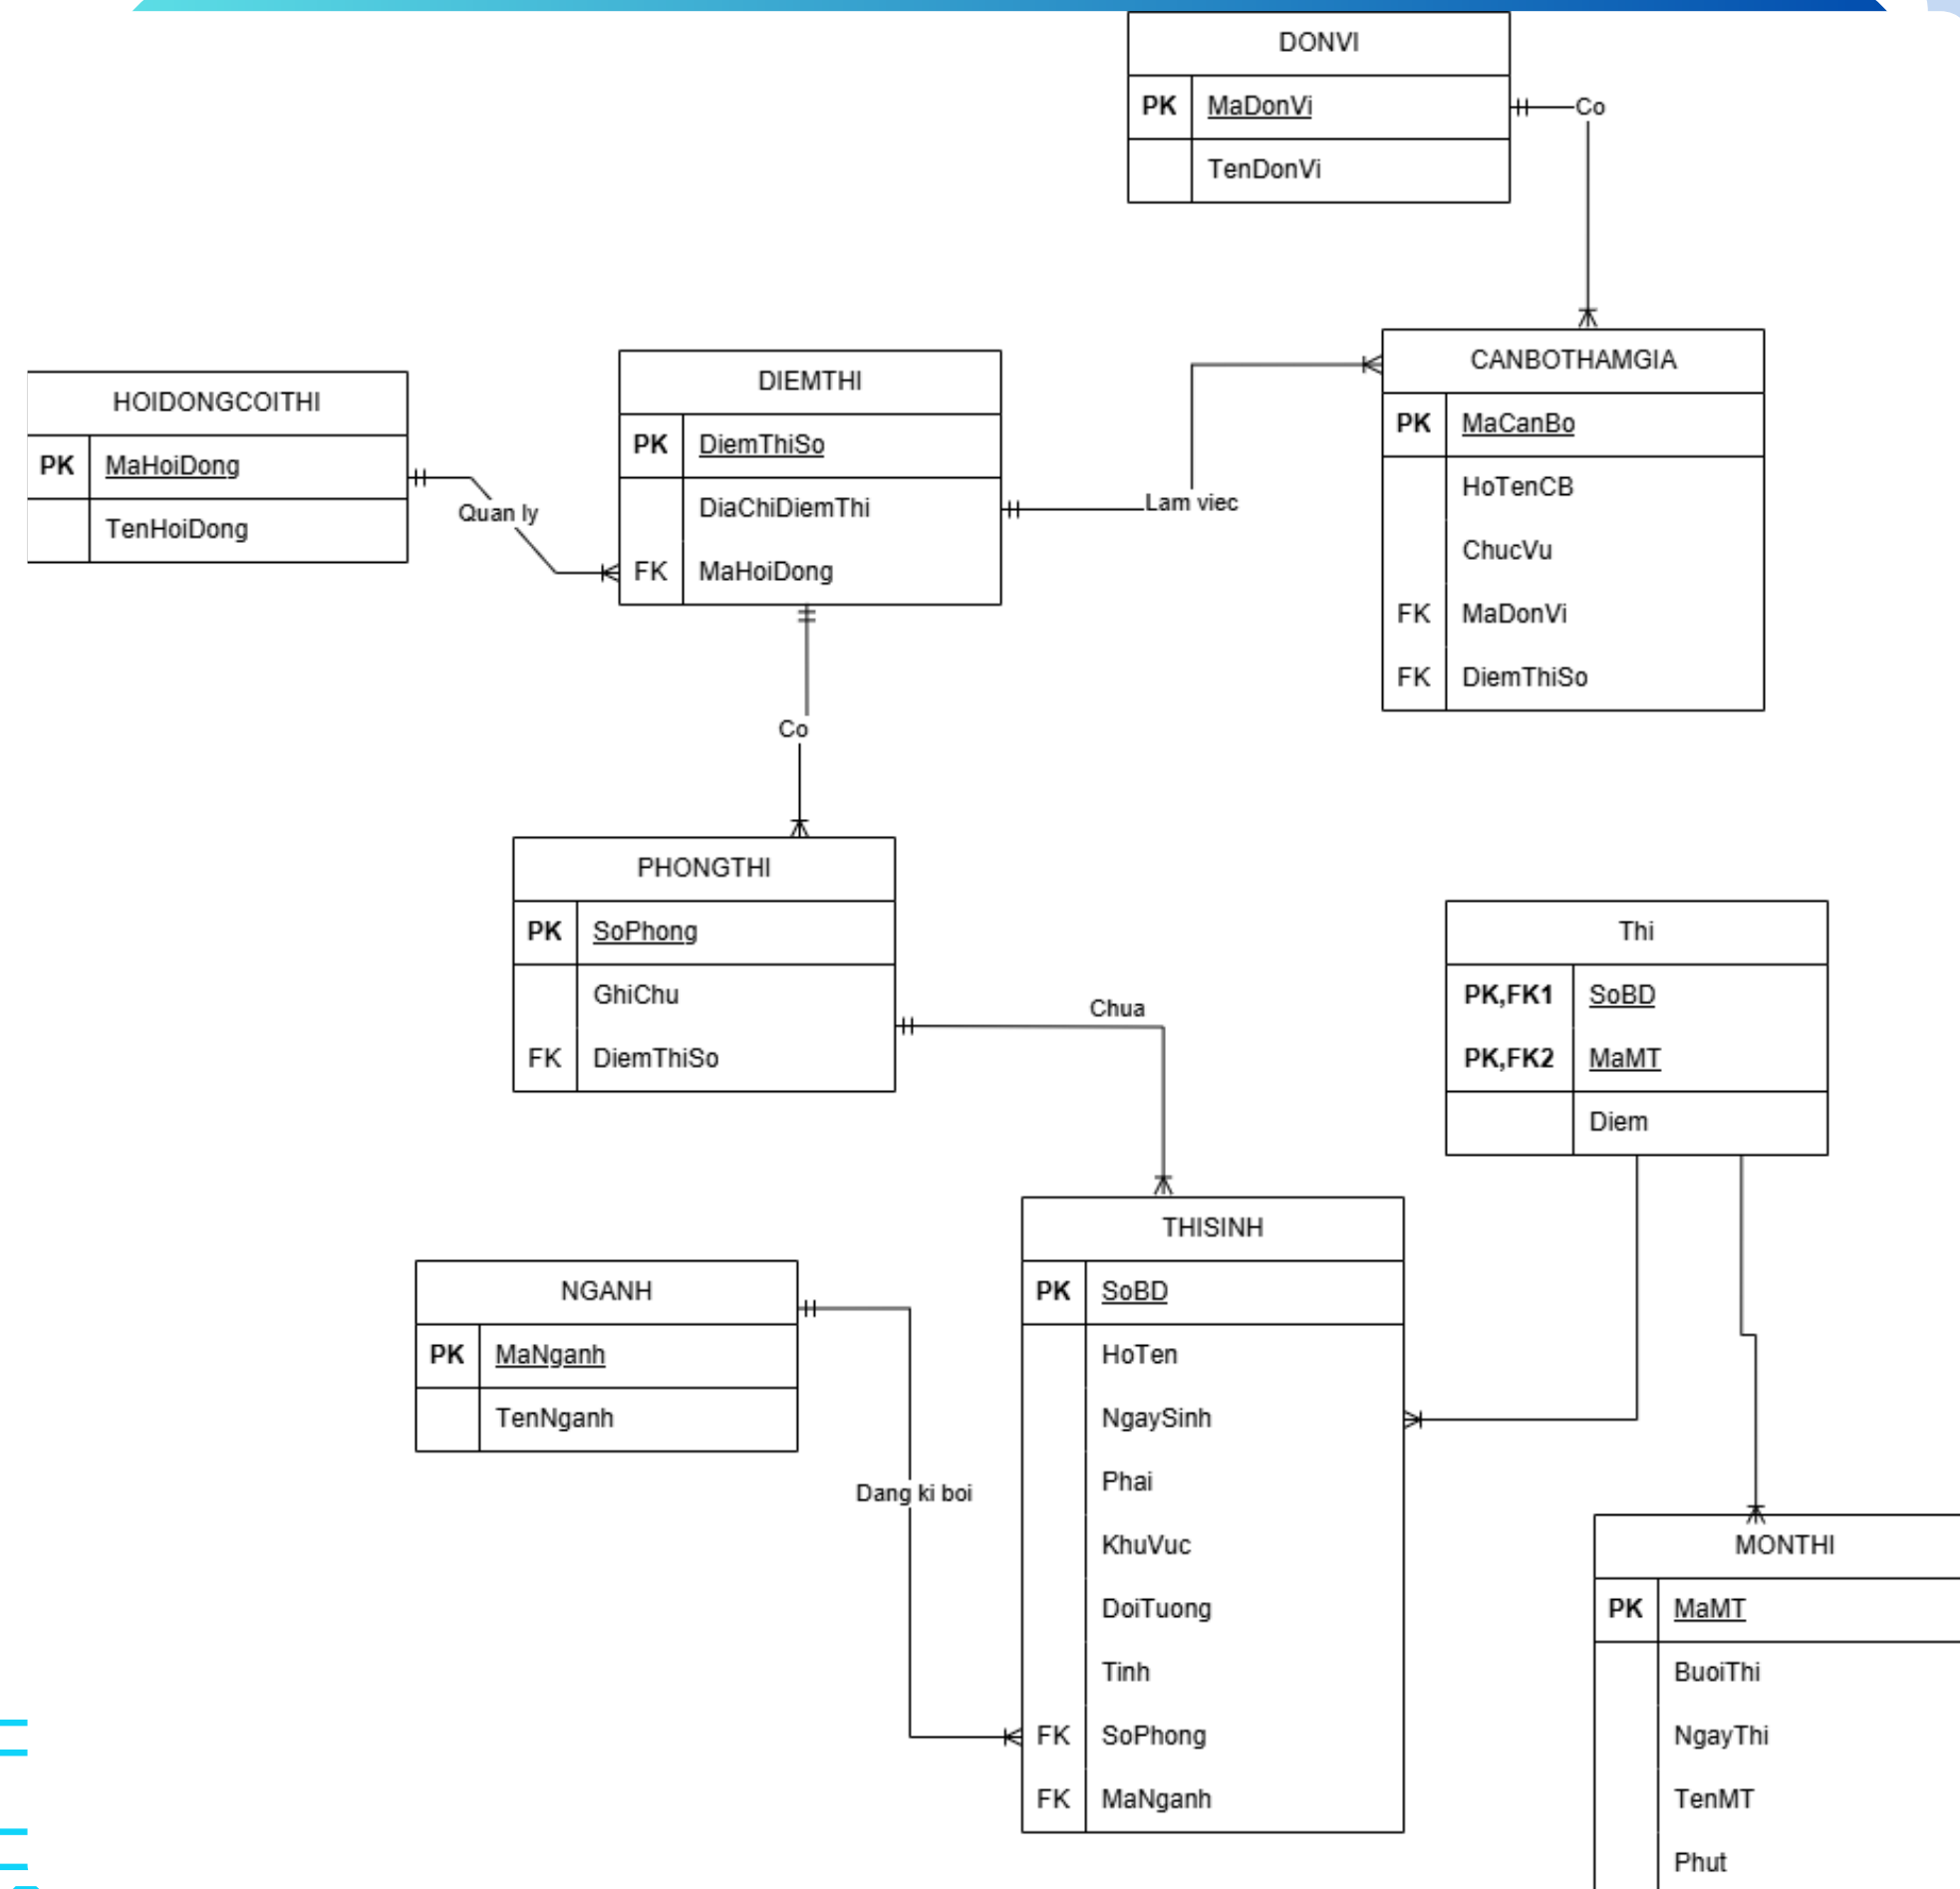 DONVI
PK MaDonVi
TenDonVi
Co
HOIDONGCOITHI
PK MaHoiDong
TenHoiDong
Quan ly
DIEMTHI
PK DiemThiSo
DiaChiDiemThi
FK MaHoiDong
Lam viec
CANBOTHAMGIA
PK MaCanBo
HoTenCB
ChucVu
FK MaDonVi
FK DiemThiSo
Co
PHONGTHI
PK SoPhong
GhiChu
FK DiemThiSo
Chua
Thi
PK,FK1 SoBD
PK,FK2 MaMT
Diem
NGANH
PK MaNganh
TenNganh
Dang ki boi
THISINH
PK SoBD
HoTen
NgaySinh
Phai
KhuVuc
DoiTuong
Tinh
FK SoPhong
FK MaNganh
MONTHI
PK MaMT
BuoiThi
NgayThi
TenMT
Phut